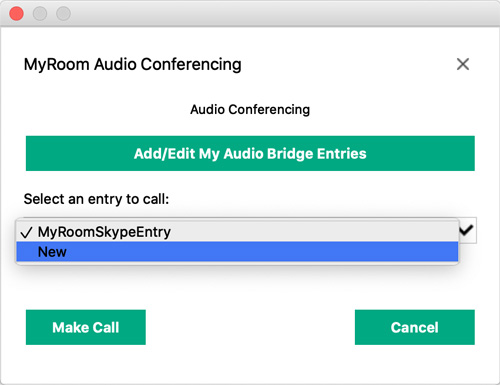 MyRoom Audio Conferencing
Audio Conferencing
Add/Edit My Audio Bridge Entries
Select an entry to call:
✓ MyRoomSkypeEntry
New
Make Call
Cancel